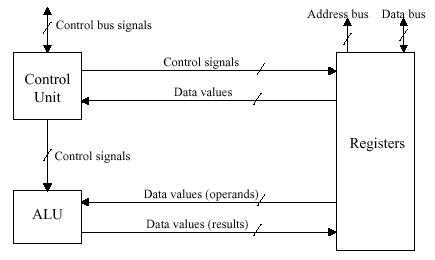 Address bus
Data bus
Control bus signals
Control signals
Control
Unit
Data values
Registers
Control signals
Data values (operands)
ALU
Data values (results)